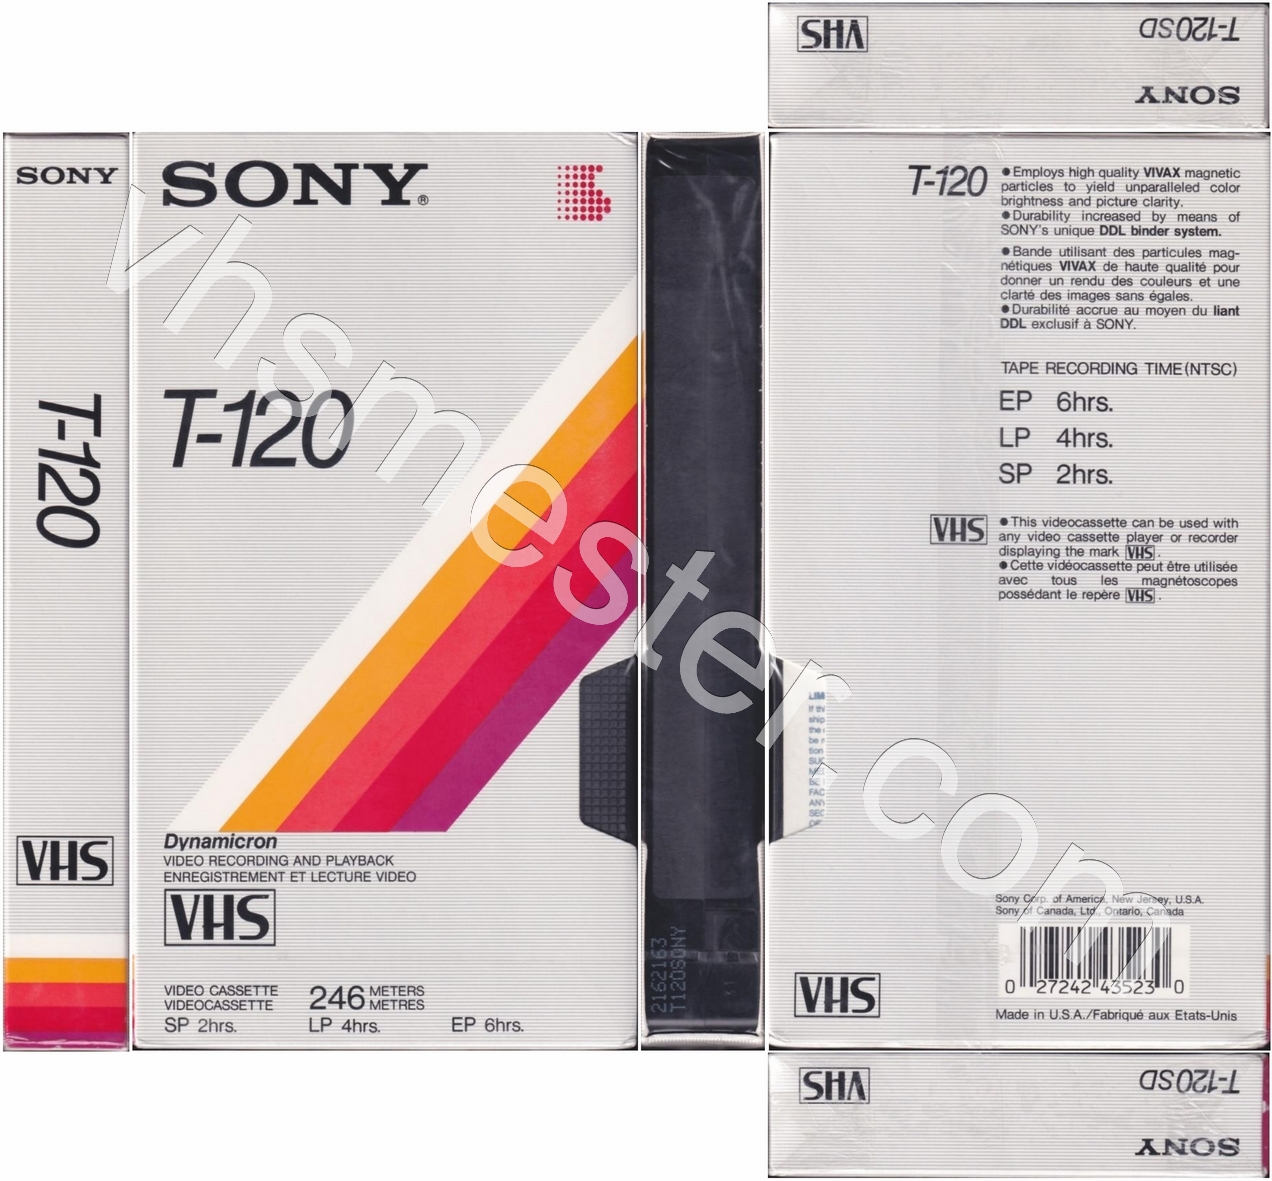 VHS
T-120SD
SONY
SONY
T-120
VHS
SONY®
T-120
Dynamicron
VIDEO RECORDING AND PLAYBACK
ENREGISTREMENT ET LECTURE VIDEO
VHS
VIDEO CASSETTE
VIDEOCASSETTE
246 METERS
METRES
SP 2hrs.
LP 4hrs.
EP 6hrs.
2162163
T120SONY
T-120
● Employs high quality VIVAX magnetic
particles to yield unparalleled color
brightness and picture clarity.
● Durability increased by means of
SONY's unique DDL binder system.
● Bande utilisant des particules mag-
nétiques VIVAX de haute qualité pour
donner un rendu des couleurs et une
clarté des images sans égales.
● Durabilité accrue au moyen du liant
DDL exclusif à SONY.
TAPE RECORDING TIME (NTSC)
EP 6hrs.
LP 4hrs.
SP 2hrs.
VHS
● This videocassette can be used with
any video cassette player or recorder
displaying the mark VHS.
● Cette vidéocassette peut être utilisée
avec tous les magnétoscopes
possédant le repère VHS.
Sony Corp. of America, New Jersey, U.S.A.
Sony of Canada, Ltd., Ontario, Canada
0 27242 43523 0
Made in U.S.A./Fabriqué aux Etats-Unis
VHS
VHS
T-120SD
SONY
vhsmester.com